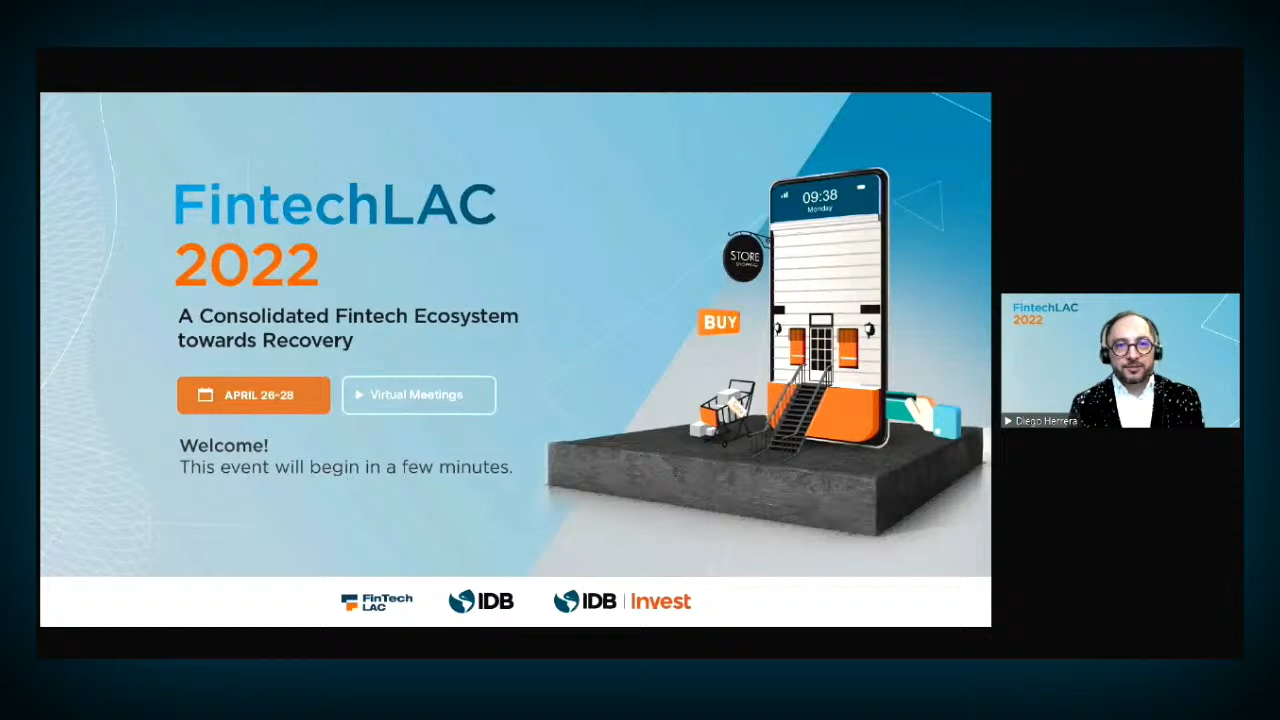 FintechLAC
2022
A Consolidated Fintech Ecosystem
towards Recovery
APRIL 26-28
Virtual Meetings
Welcome!
This event will begin in a few minutes.
09:38
Monday
STORE
BUY
FinTech
LAC
IDB
IDB | Invest
FintechLAC
2022
Diego Herrera